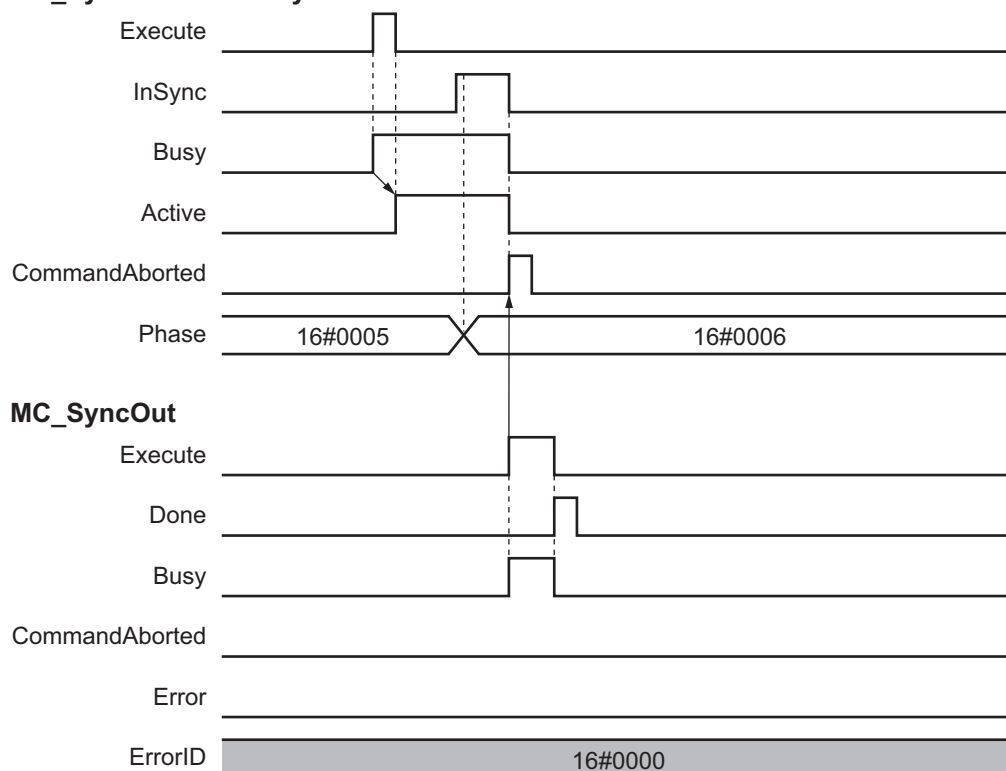 Execute
InSync
Busy
Active
CommandAborted
Phase 16#0005 16#0006
MC_SyncOut
Execute
Done
Busy
CommandAborted
Error
ErrorID 16#0000